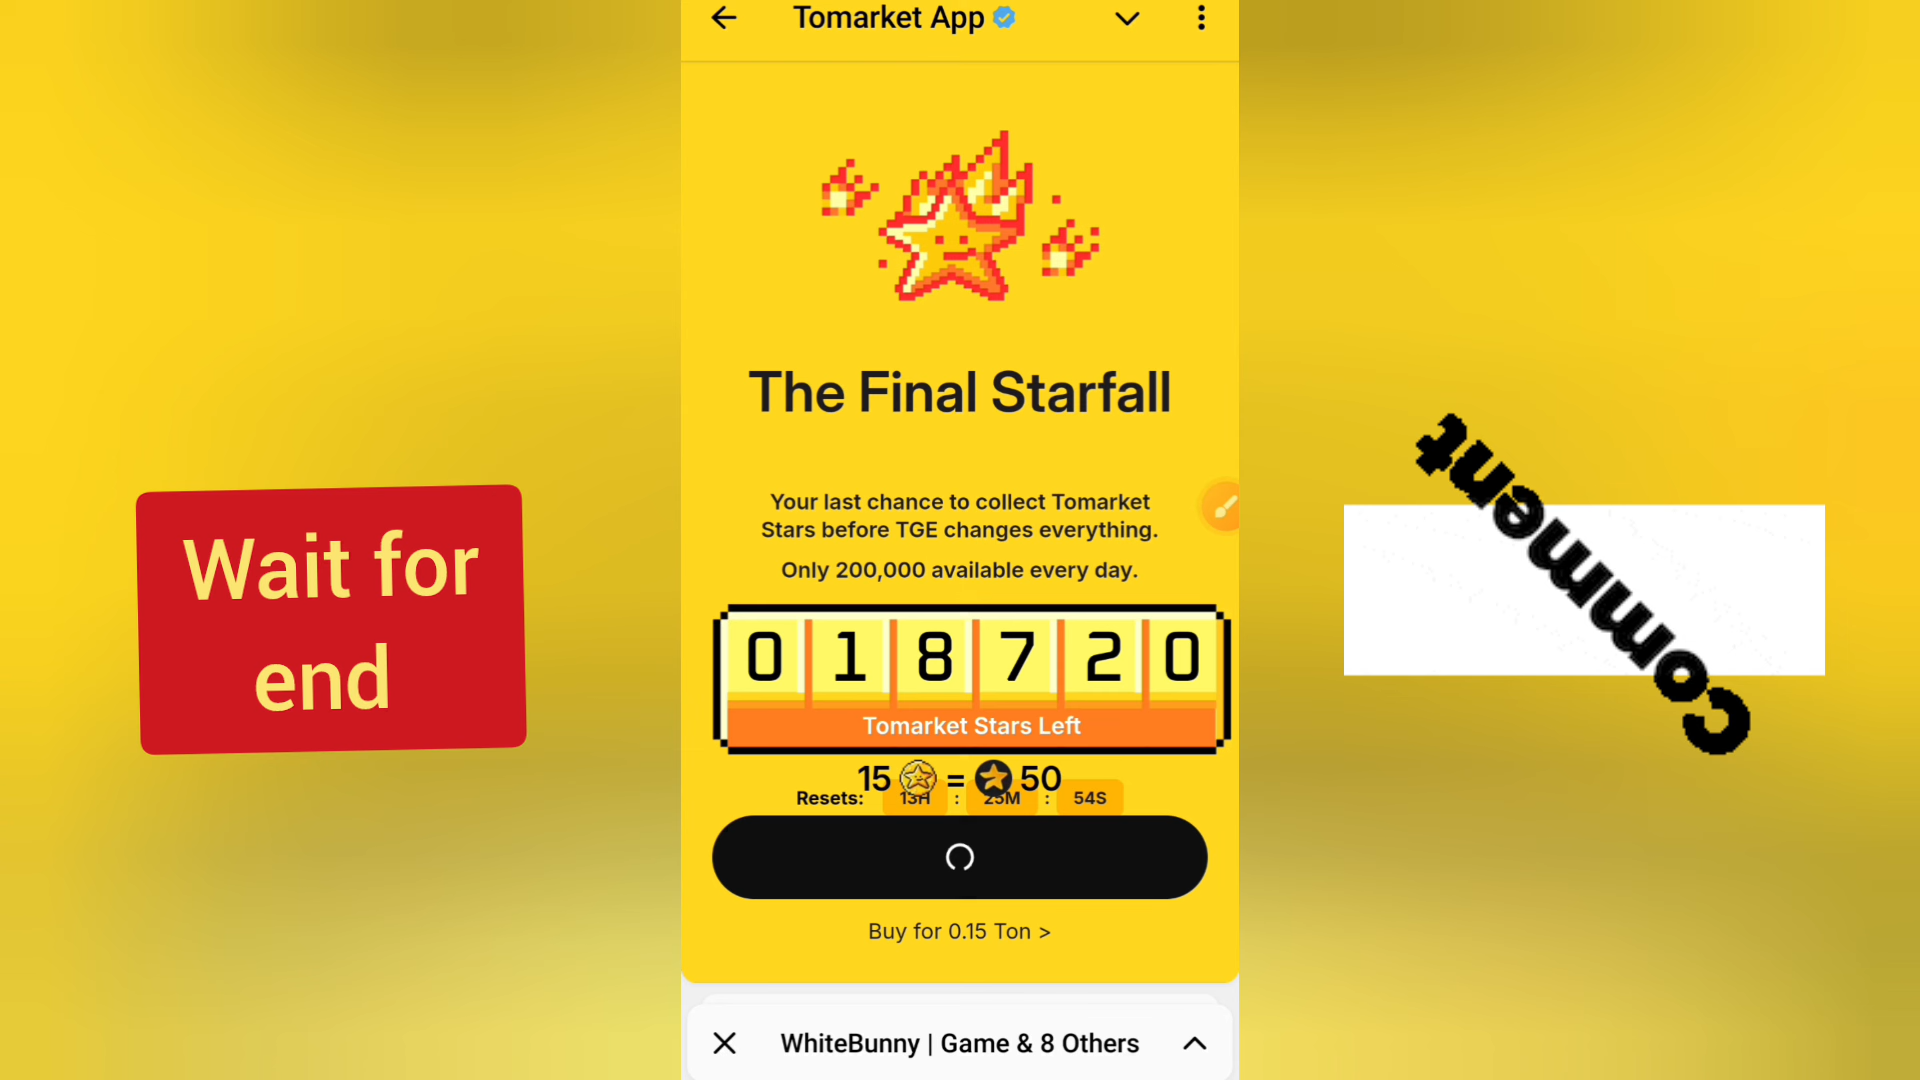 Tomarket App
The Final Starfall
Your last chance to collect Tomarket
Stars before TGE changes everything.
Only 200,000 available every day.
0 1 8 7 2 0
Tomarket Stars Left
15 = 50
Resets: 13H : 25M : 54S
Buy for 0.15 Ton >
WhiteBunny | Game & 8 Others
Wait for
end
Comment